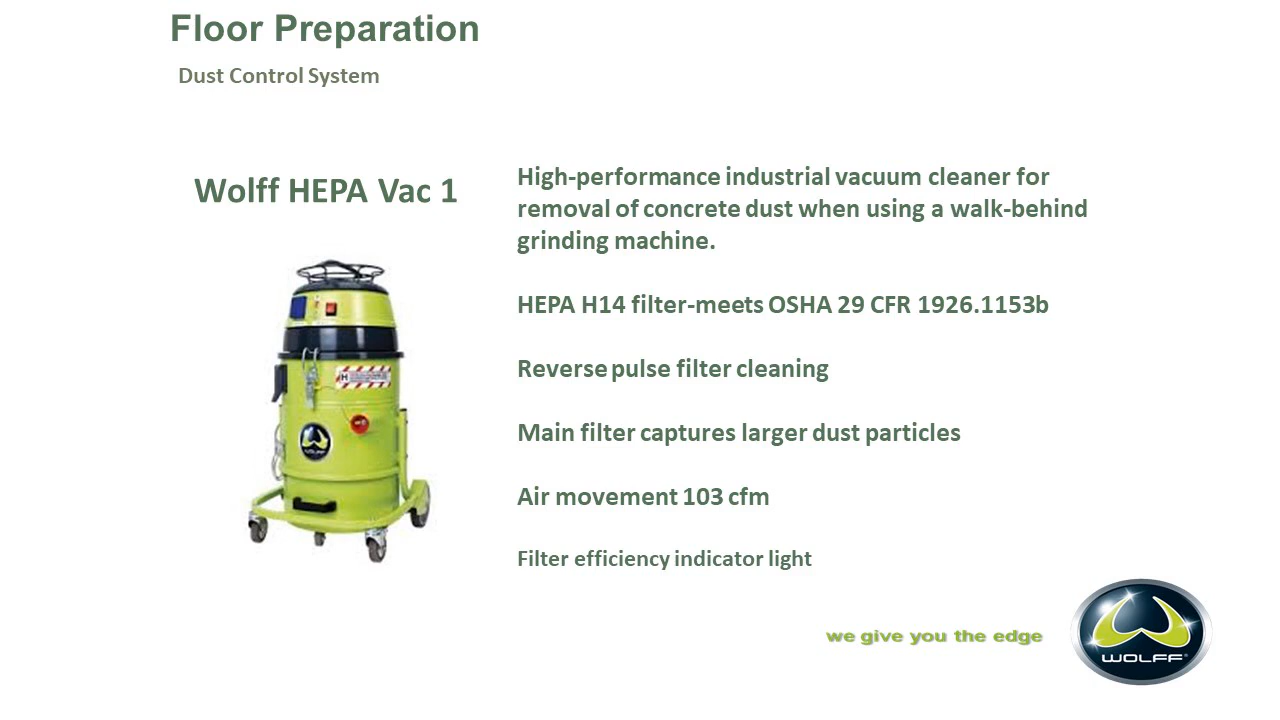 Floor Preparation
Dust Control System
Wolff HEPA Vac 1
High-performance industrial vacuum cleaner for
removal of concrete dust when using a walk-behind
grinding machine.
HEPA H14 filter-meets OSHA 29 CFR 1926.1153b
Reverse pulse filter cleaning
Main filter captures larger dust particles
Air movement 103 cfm
Filter efficiency indicator light
H
WOLFF
we give you the edge
WOLFF®